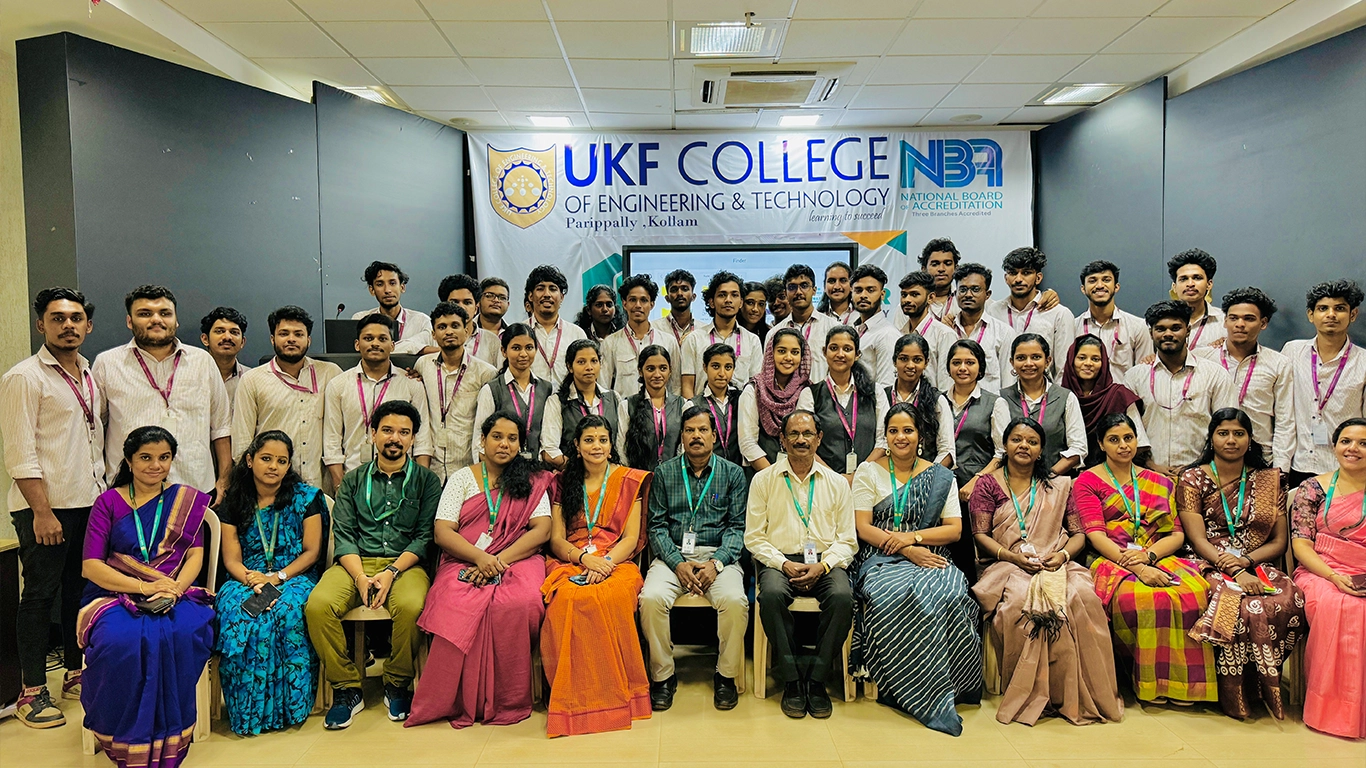 UKF COLLEGE
OF ENGINEERING & TECHNOLOGY
learning to succeed
Parippally ,Kollam
NBA
NATIONAL BOARD
OF ACCREDITATION
Three Branches Accredited